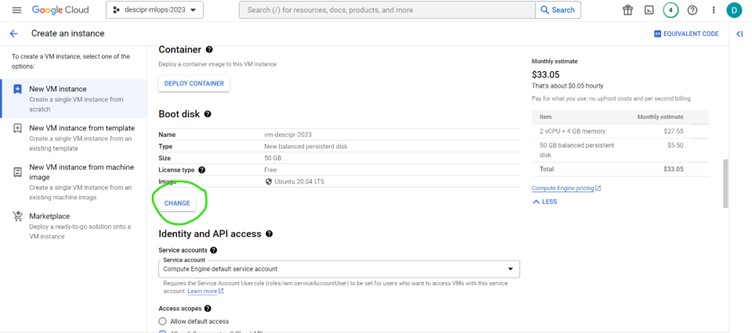 Google Cloud
descipr-mlops-2023
Search (/) for resources, docs, products, and more
Search
4
D
Create an instance
EQUIVALENT CODE
To create a VM instance, select one of the
options:
New VM instance
Create a single VM instance from
scratch
New VM instance from template
Create a single VM instance from an
existing template
New VM instance from machine
image
Create a single VM instance from an
existing machine image
Marketplace
Deploy a ready-to-go solution onto a
VM instance
Container
Deploy a container image to this VM instance
DEPLOY CONTAINER
Boot disk
Name vm-descipr-2023
Type New balanced persistent disk
Size 50 GB
License type Free
Image Ubuntu 20.04 LTS
CHANGE
Identity and API access
Service accounts
Service account
Compute Engine default service account
Requires the Service Account User role (roles/iam.serviceAccountUser) to be set for users who want to access VMs with this service
account. Learn more
Access scopes
Allow default access
Monthly estimate
$33.05
That's about $0.05 hourly
Pay for what you use: no upfront costs and per second billing
Item Monthly estimate
2 vCPU + 4 GB memory $27.55
50 GB balanced persistent $5.50
disk
Total $33.05
Compute Engine pricing
LESS